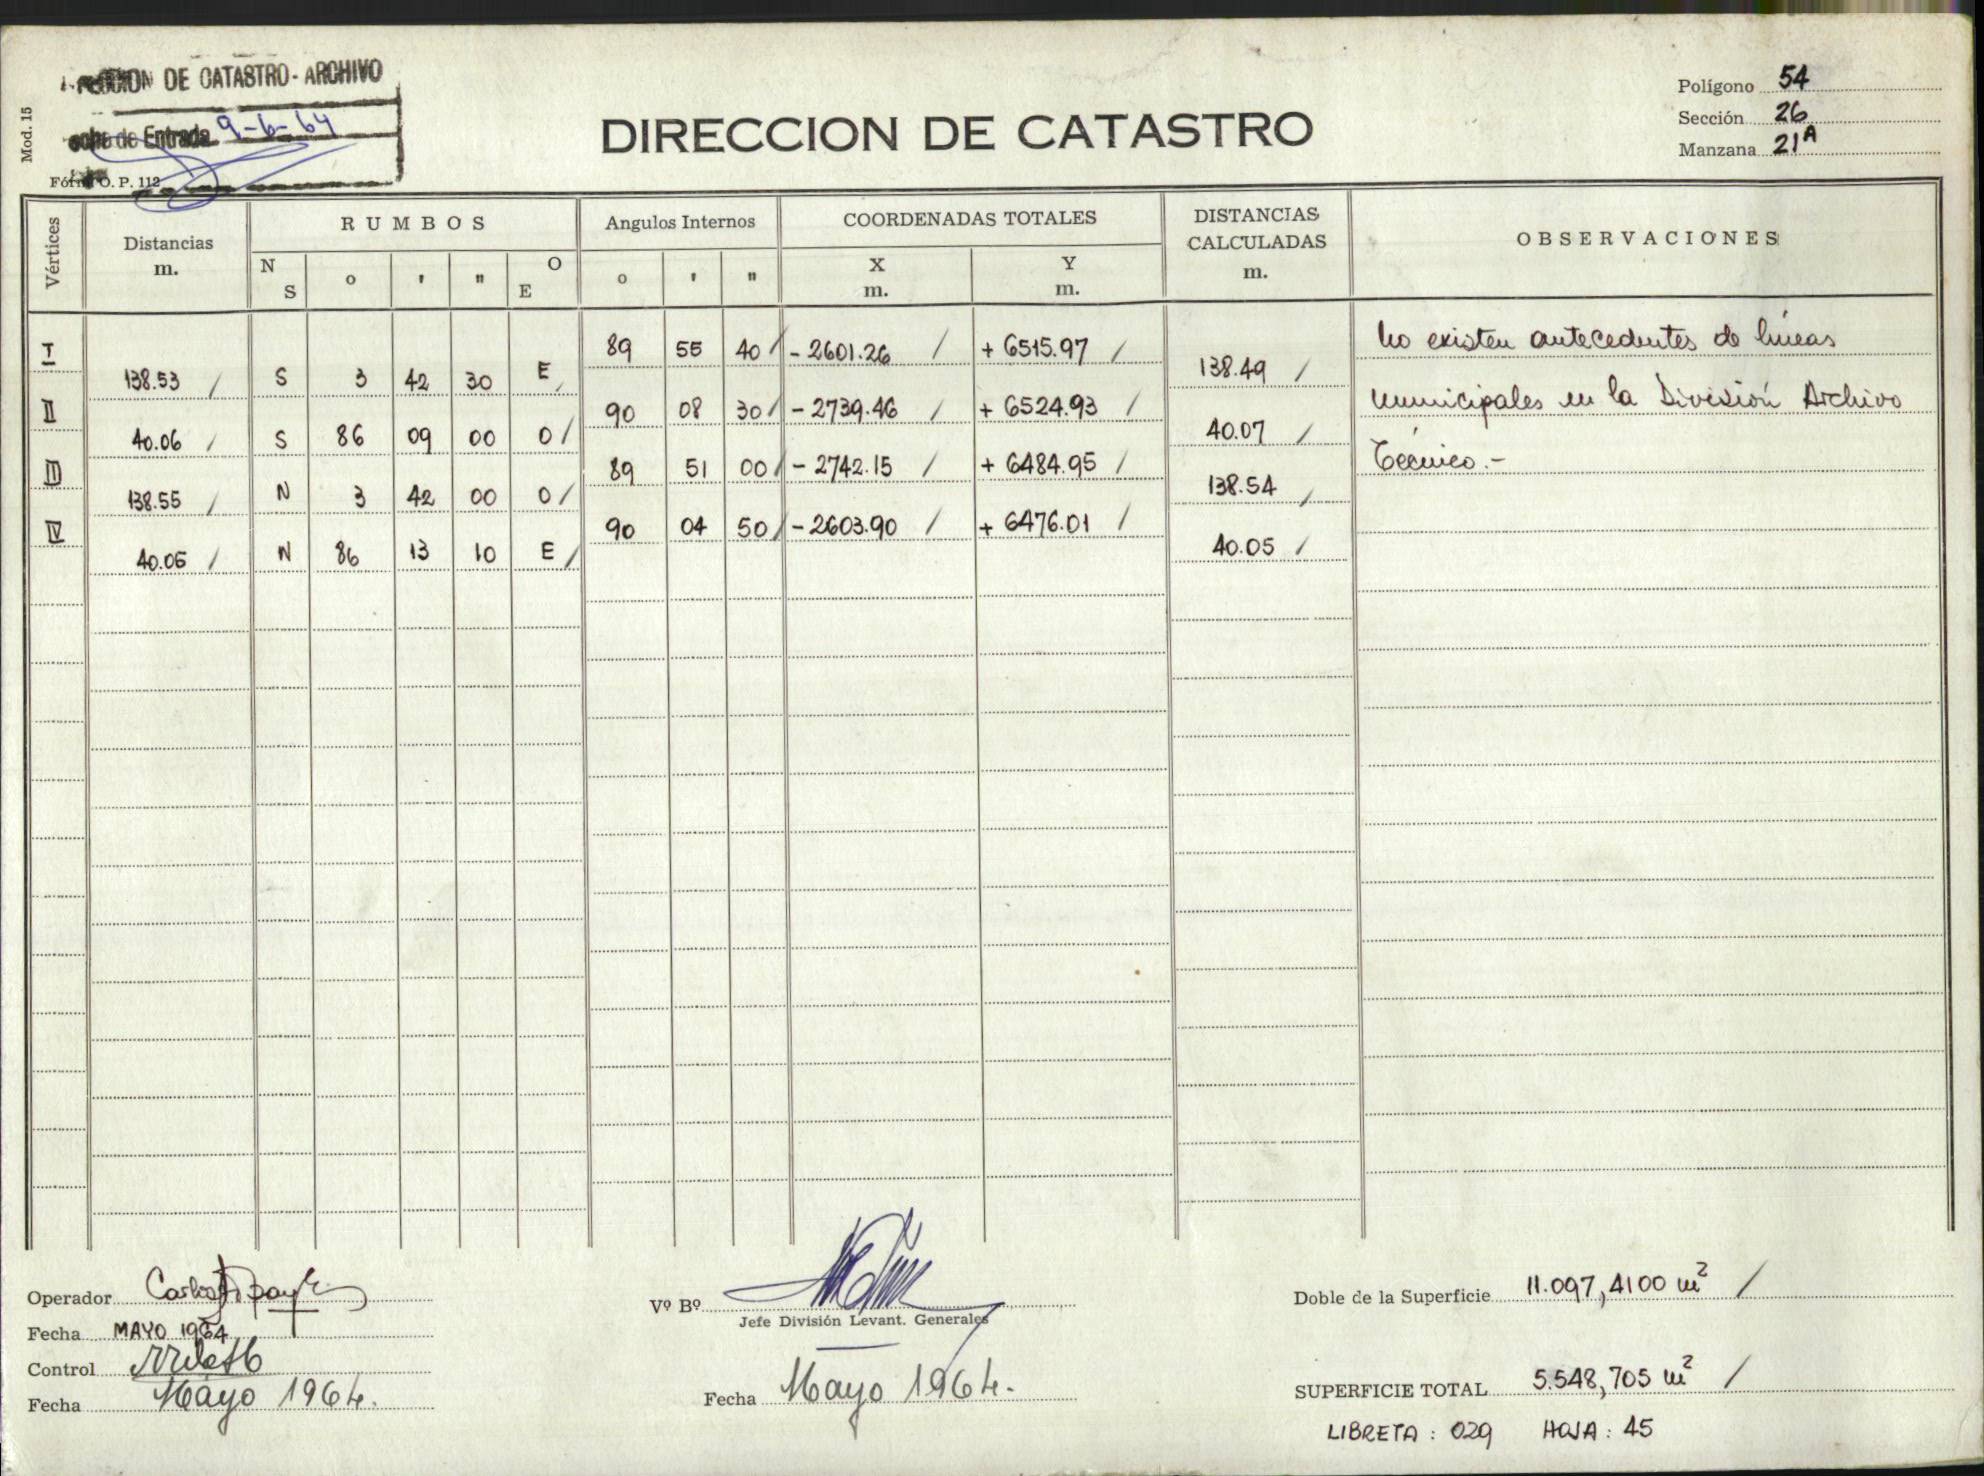 DE CATASTRO - ARCHIVO
de Entrada 9-6-64
Mod. 15
O. P. 112
DIRECCION DE CATASTRO
Polígono 54
Sección 26
Manzana 21A
Vértices
Distancias
m.
RUMBOS
N S ° ' " O E
Angulos Internos
° ' "
COORDENADAS TOTALES
X m. Y m.
DISTANCIAS CALCULADAS m.
OBSERVACIONES
I 89 55 40 / - 2601.26 / + 6515.97 /
138.53 / S 3 42 30 E / 138.49 /
II 90 08 30 / - 2739.46 / + 6524.93 /
40.06 / S 86 09 00 O / 40.07 /
III 89 51 00 / - 2742.15 / + 6484.95 /
138.55 / N 3 42 00 O / 138.54 /
IV 90 04 50 / - 2603.90 / + 6476.01 /
40.05 / N 86 13 10 E / 40.05 /
No existen antecedentes de líneas
municipales en la División Archivo
Técnico.-
Operador
Fecha MAYO 1964
Control
Fecha Mayo 1964.
Vº Bº
Jefe División Levant. Generales
Fecha Mayo 1964.
Doble de la Superficie 11.097,4100 m² /
SUPERFICIE TOTAL 5.548,705 m² /
LIBRETA : 029 HOJA : 45